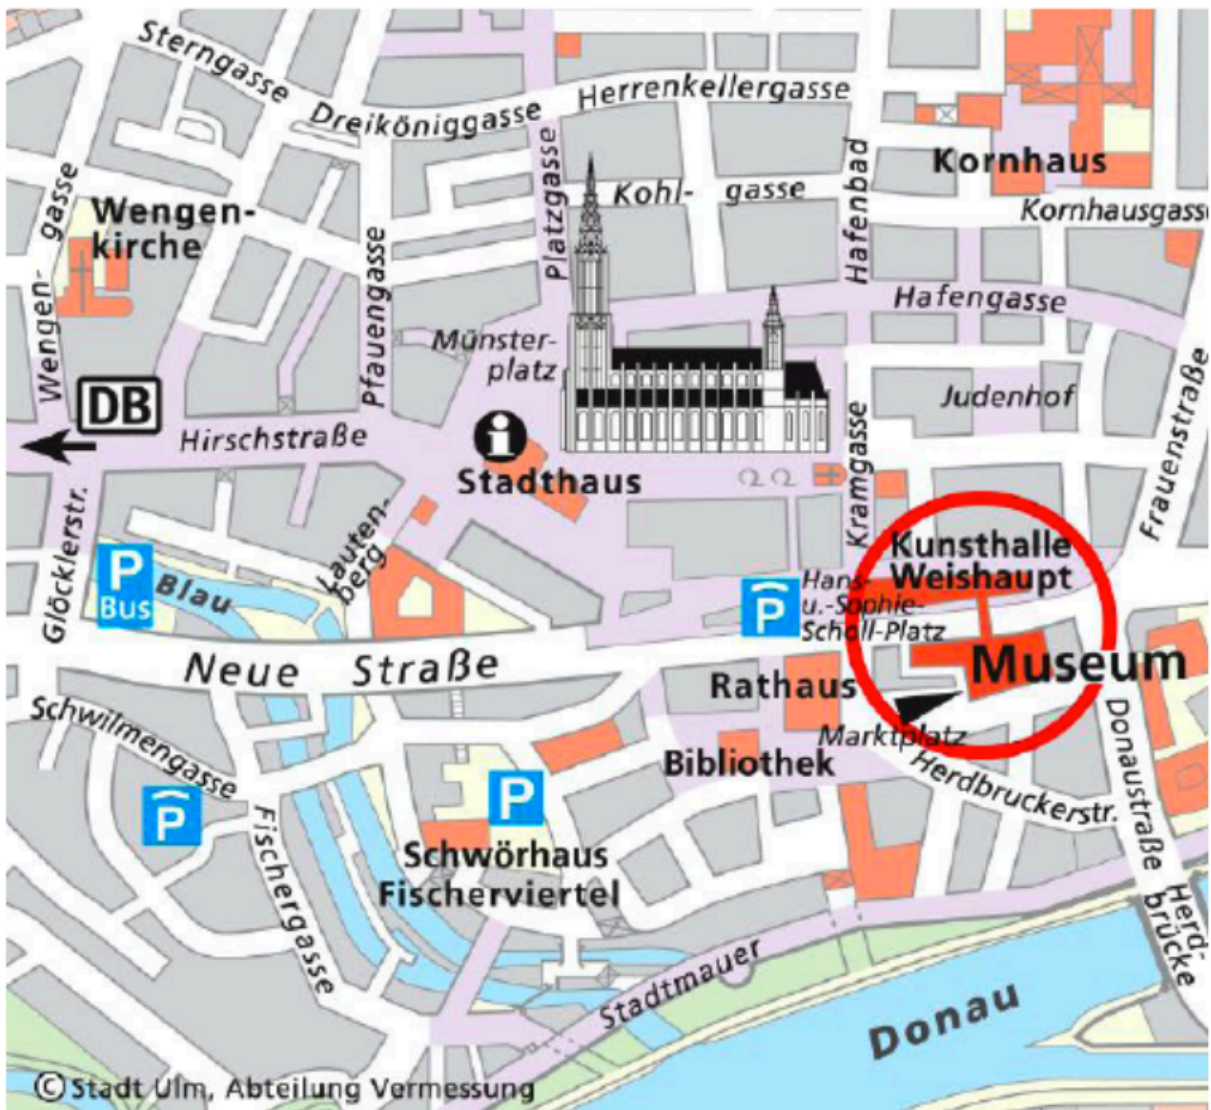 Sterngasse
Dreiköniggasse
Herrenkellergasse
Platzgasse
Kohl-
gasse
Hafenbad
Kornhaus
Kornhausgass
Wengen-
gasse
Wengen-
kirche
Pfauengasse
Hafengasse
Münster-
platz
Judenhof
Frauenstraße
DB
Hirschstraße
i
Stadthaus
Kramgasse
Glöcklerstr.
Lauten-
berg
P
Bus
Blau
P
Hans-
u.-Sophie-
Scholl-Platz
Kunsthalle
Weishaupt
Neue Straße
Rathaus
Museum
Marktplatz
Bibliothek
Herdbruckerstr.
Donaustraße
Schwilmengasse
P
Fischergasse
P
Schwörhaus
Fischerviertel
Herd-
brücke
Stadtmauer
Donau
© Stadt Ulm, Abteilung Vermessung